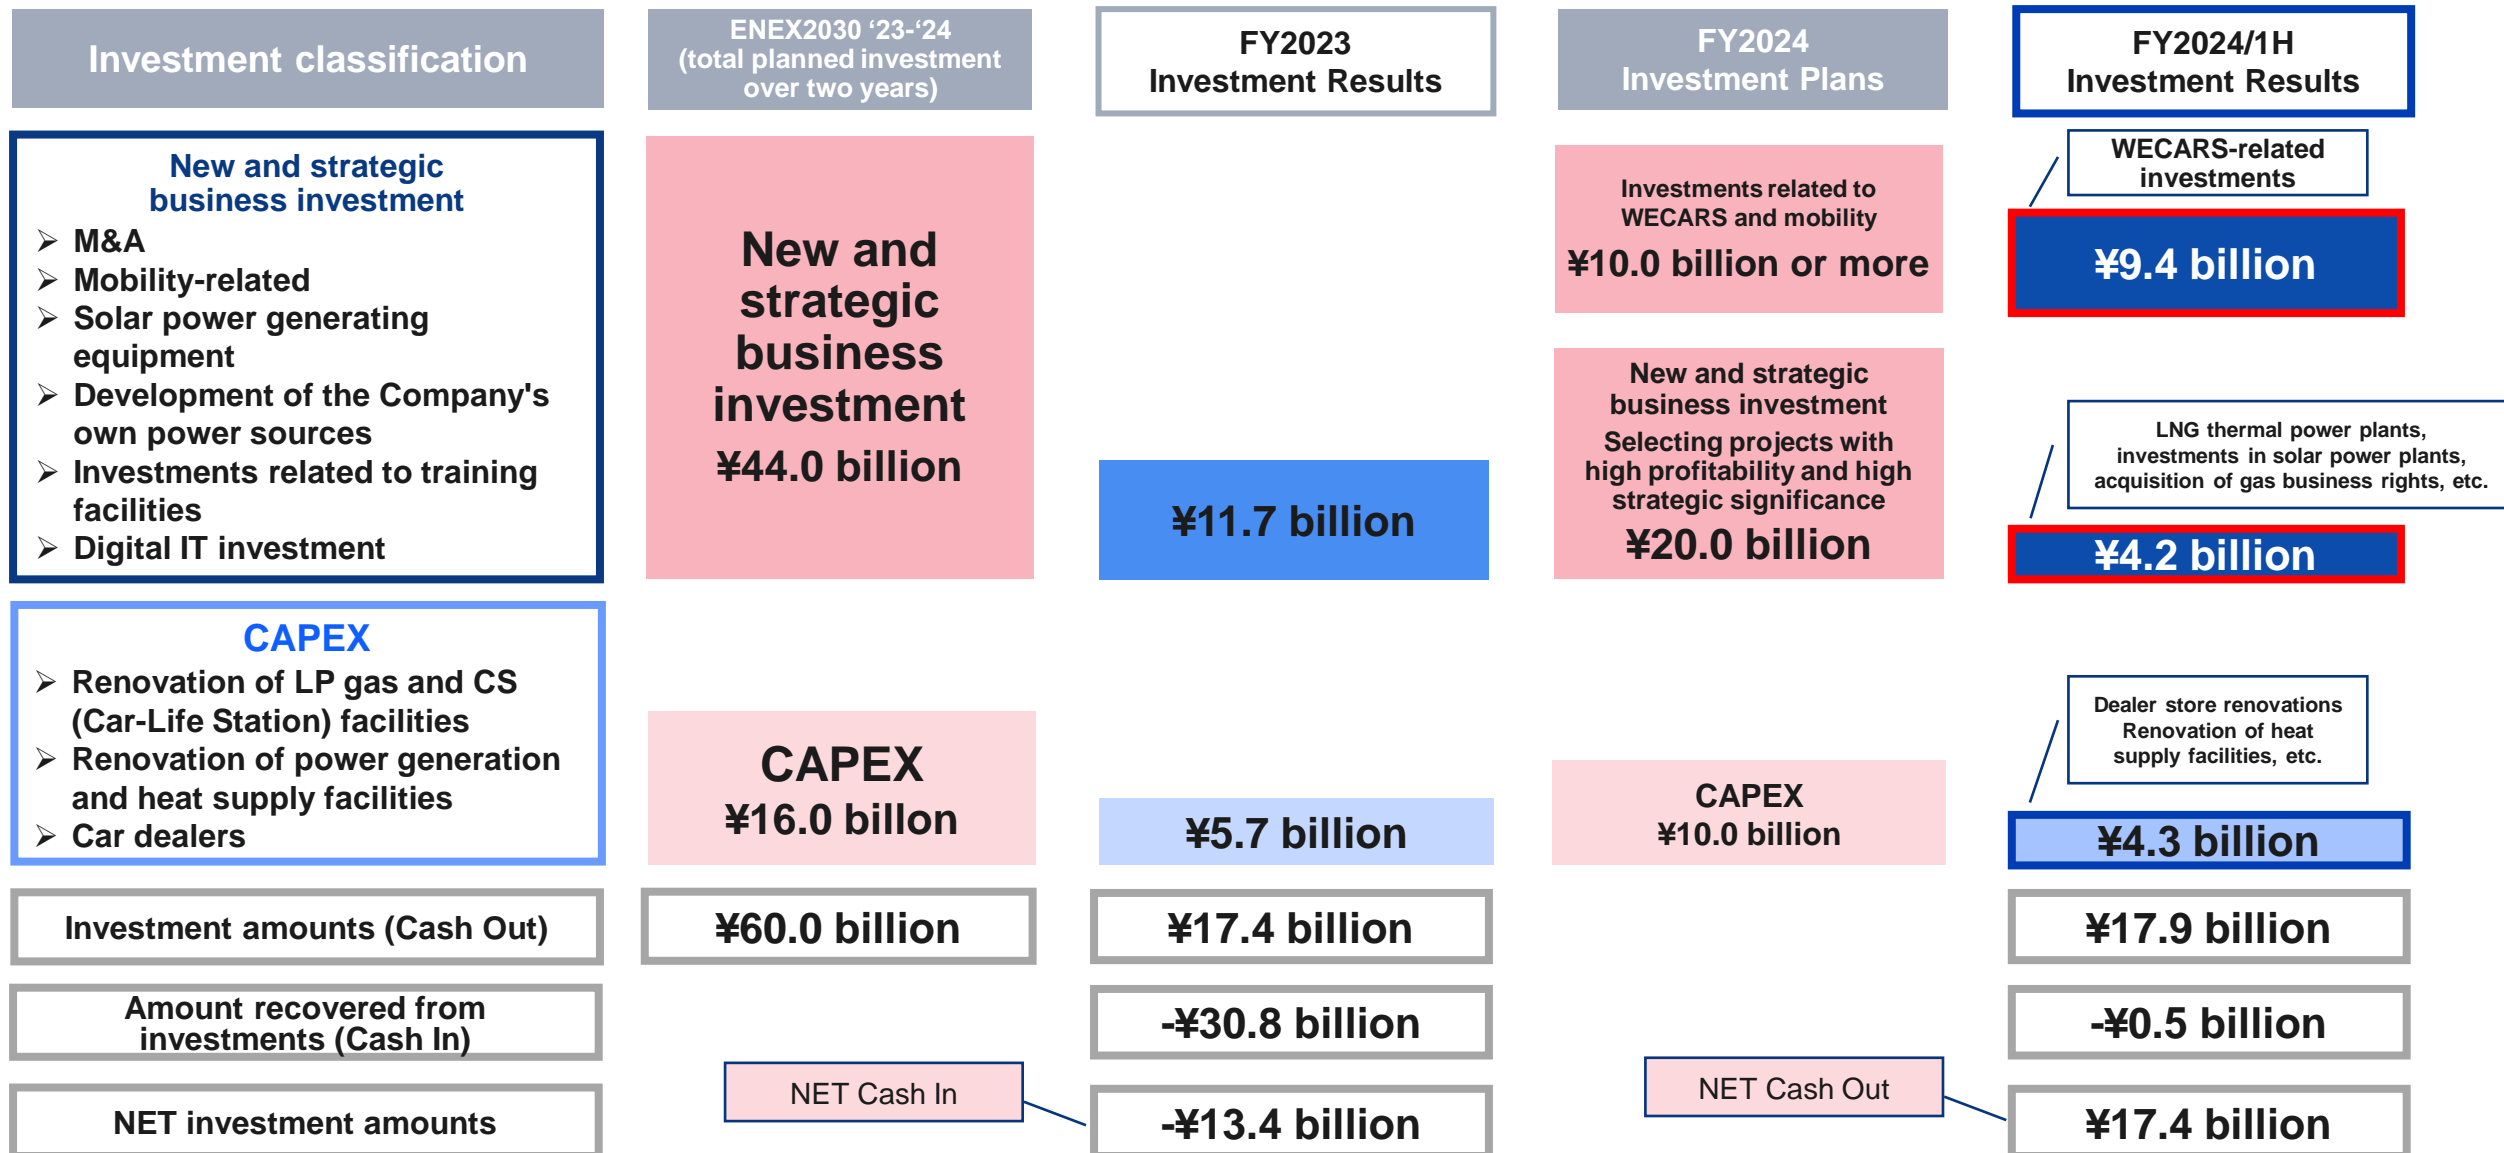 Investment classification
ENEX2030 ‘23-‘24
(total planned investment
over two years)
FY2023
Investment Results
FY2024
Investment Plans
FY2024/1H
Investment Results
New and strategic
business investment
➢ M&A
➢ Mobility-related
➢ Solar power generating
equipment
➢ Development of the Company's
own power sources
➢ Investments related to training
facilities
➢ Digital IT investment
New and
strategic
business
investment
¥44.0 billion
¥11.7 billion
Investments related to
WECARS and mobility
¥10.0 billion or more
New and strategic
business investment
Selecting projects with
high profitability and high
strategic significance
¥20.0 billion
WECARS-related
investments
¥9.4 billion
LNG thermal power plants,
investments in solar power plants,
acquisition of gas business rights, etc.
¥4.2 billion
CAPEX
➢ Renovation of LP gas and CS
(Car-Life Station) facilities
➢ Renovation of power generation
and heat supply facilities
➢ Car dealers
CAPEX
¥16.0 billon
¥5.7 billion
CAPEX
¥10.0 billion
Dealer store renovations
Renovation of heat
supply facilities, etc.
¥4.3 billion
Investment amounts (Cash Out)
¥60.0 billion
¥17.4 billion
¥17.9 billion
Amount recovered from
investments (Cash In)
-¥30.8 billion
-¥0.5 billion
NET investment amounts
NET Cash In
-¥13.4 billion
NET Cash Out
¥17.4 billion